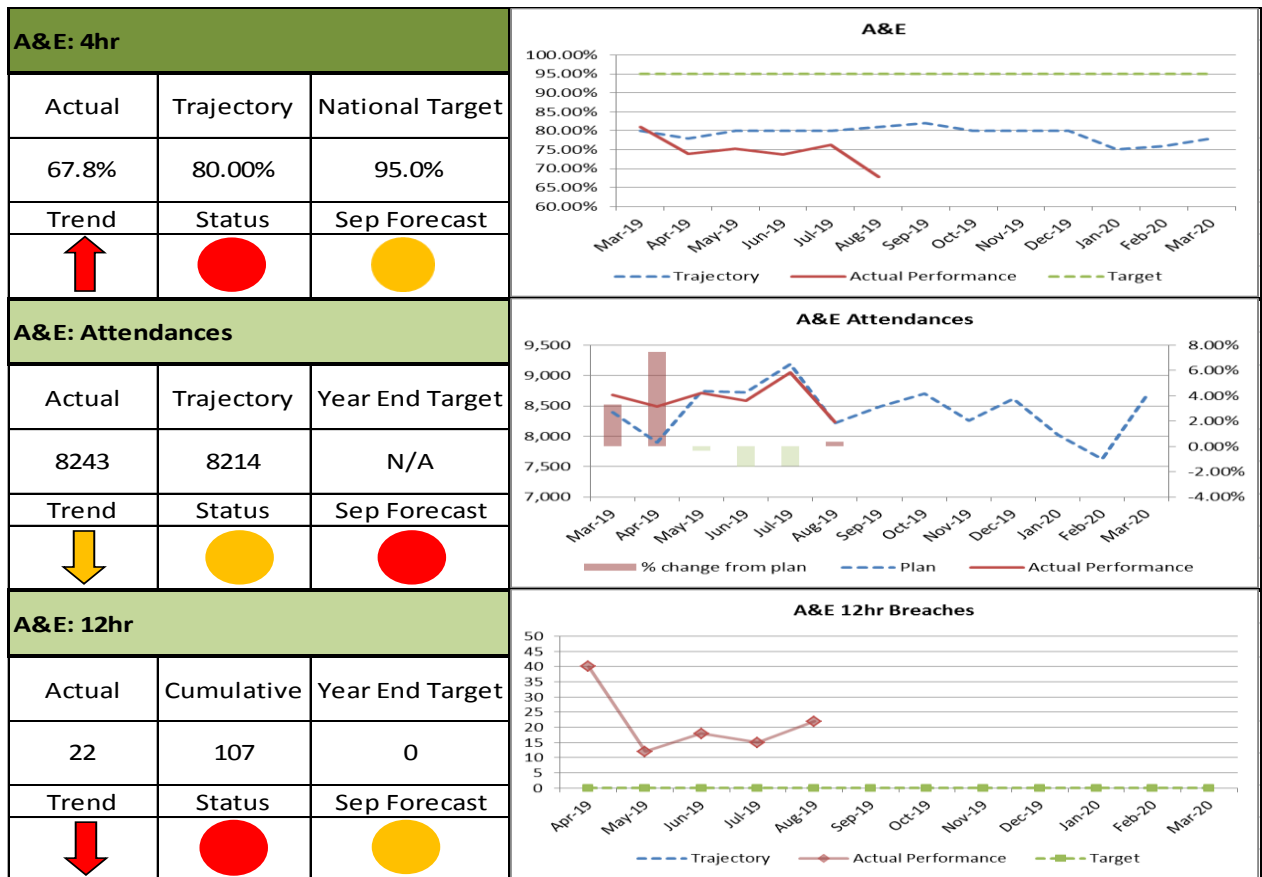 A&E: 4hr
Actual Trajectory National Target
67.8% 80.00% 95.0%
Trend Status Sep Forecast
A&E
100.00%
95.00%
90.00%
85.00%
80.00%
75.00%
70.00%
65.00%
60.00%
Mar-19 Apr-19 May-19 Jun-19 Jul-19 Aug-19 Sep-19 Oct-19 Nov-19 Dec-19 Jan-20 Feb-20 Mar-20
Trajectory Actual Performance Target
A&E: Attendances
Actual Trajectory Year End Target
8243 8214 N/A
Trend Status Sep Forecast
A&E Attendances
9,500 8.00%
9,000 6.00%
8,500 4.00%
8,000 2.00%
7,500 0.00%
7,000 -2.00%
-4.00%
Mar-19 Apr-19 May-19 Jun-19 Jul-19 Aug-19 Sep-19 Oct-19 Nov-19 Dec-19 Jan-20 Feb-20 Mar-20
% change from plan Plan Actual Performance
A&E: 12hr
Actual Cumulative Year End Target
22 107 0
Trend Status Sep Forecast
A&E 12hr Breaches
50
45
40
35
30
25
20
15
10
5
0
Apr-19 May-19 Jun-19 Jul-19 Aug-19 Sep-19 Oct-19 Nov-19 Dec-19 Jan-20 Feb-20 Mar-20
Trajectory Actual Performance Target